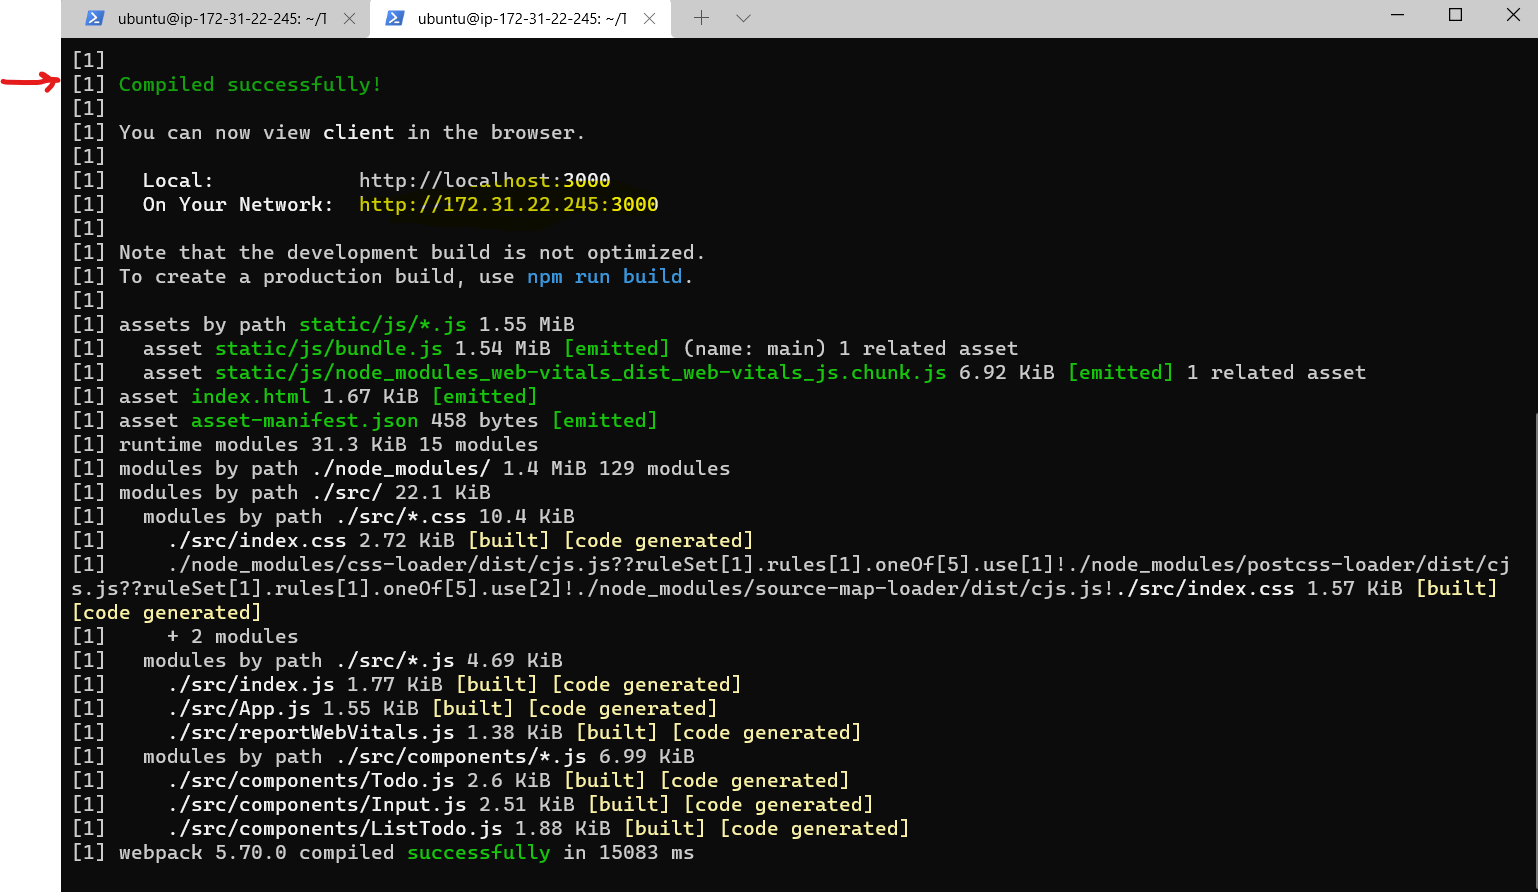 ubuntu@ip-172-31-22-245: ~/T
ubuntu@ip-172-31-22-245: ~/T
[1]
[1] Compiled successfully!
[1]
[1] You can now view client in the browser.
[1]
[1]   Local:            http://localhost:3000
[1]   On Your Network:  http://172.31.22.245:3000
[1]
[1] Note that the development build is not optimized.
[1] To create a production build, use npm run build.
[1]
[1] assets by path static/js/*.js 1.55 MiB
[1]   asset static/js/bundle.js 1.54 MiB [emitted] (name: main) 1 related asset
[1]   asset static/js/node_modules_web-vitals_dist_web-vitals_js.chunk.js 6.92 KiB [emitted] 1 related asset
[1] asset index.html 1.67 KiB [emitted]
[1] asset asset-manifest.json 458 bytes [emitted]
[1] runtime modules 31.3 KiB 15 modules
[1] modules by path ./node_modules/ 1.4 MiB 129 modules
[1] modules by path ./src/ 22.1 KiB
[1]   modules by path ./src/*.css 10.4 KiB
[1]     ./src/index.css 2.72 KiB [built] [code generated]
[1]     ./node_modules/css-loader/dist/cjs.js??ruleSet[1].rules[1].oneOf[5].use[1]!./node_modules/postcss-loader/dist/cj
s.js??ruleSet[1].rules[1].oneOf[5].use[2]!./node_modules/source-map-loader/dist/cjs.js!./src/index.css 1.57 KiB [built]
[code generated]
[1]     + 2 modules
[1]   modules by path ./src/*.js 4.69 KiB
[1]     ./src/index.js 1.77 KiB [built] [code generated]
[1]     ./src/App.js 1.55 KiB [built] [code generated]
[1]     ./src/reportWebVitals.js 1.38 KiB [built] [code generated]
[1]   modules by path ./src/components/*.js 6.99 KiB
[1]     ./src/components/Todo.js 2.6 KiB [built] [code generated]
[1]     ./src/components/Input.js 2.51 KiB [built] [code generated]
[1]     ./src/components/ListTodo.js 1.88 KiB [built] [code generated]
[1] webpack 5.70.0 compiled successfully in 15083 ms